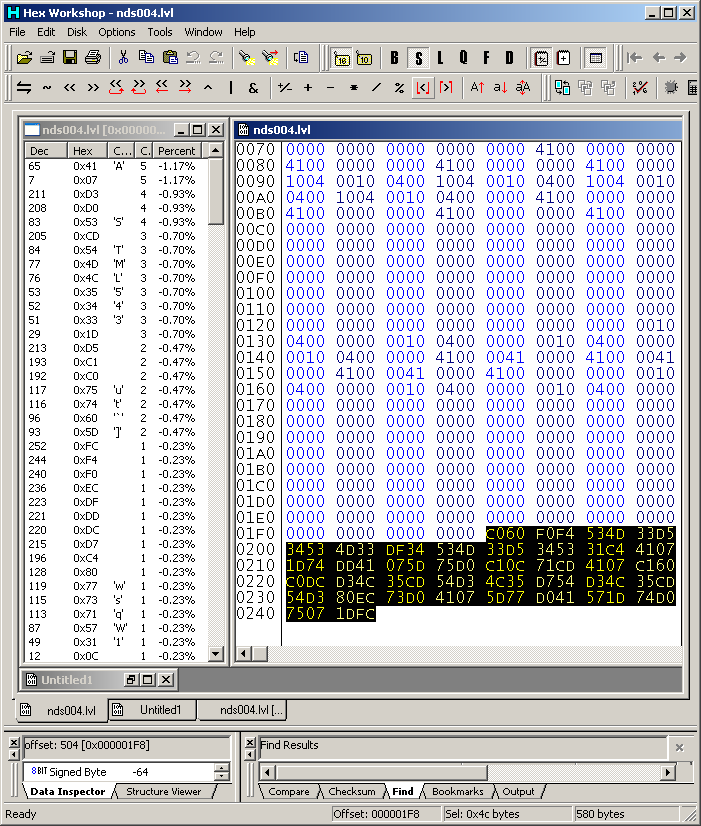 Hex Workshop - nds004.lvl
File Edit Disk Options Tools Window Help
16 10 B S L Q F D
nds004.lvl [0x00000...
Dec Hex C... C. Percent
65 0x41 'A' 5 -1.17%
7 0x07 5 -1.17%
211 0xD3 4 -0.93%
208 0xD0 4 -0.93%
83 0x53 'S' 4 -0.93%
205 0xCD 3 -0.70%
84 0x54 'T' 3 -0.70%
77 0x4D 'M' 3 -0.70%
76 0x4C 'L' 3 -0.70%
53 0x35 '5' 3 -0.70%
52 0x34 '4' 3 -0.70%
51 0x33 '3' 3 -0.70%
29 0x1D 3 -0.70%
213 0xD5 2 -0.47%
193 0xC1 2 -0.47%
192 0xC0 2 -0.47%
117 0x75 'u' 2 -0.47%
116 0x74 't' 2 -0.47%
96 0x60 '`' 2 -0.47%
93 0x5D ']' 2 -0.47%
252 0xFC 1 -0.23%
244 0xF4 1 -0.23%
240 0xF0 1 -0.23%
236 0xEC 1 -0.23%
223 0xDF 1 -0.23%
221 0xDD 1 -0.23%
220 0xDC 1 -0.23%
215 0xD7 1 -0.23%
196 0xC4 1 -0.23%
128 0x80 1 -0.23%
119 0x77 'w' 1 -0.23%
115 0x73 's' 1 -0.23%
113 0x71 'q' 1 -0.23%
87 0x57 'W' 1 -0.23%
49 0x31 '1' 1 -0.23%
12 0x0C 1 -0.23%
nds004.lvl
0070 0000 0000 0000 0000 0000 4100 0000 0000
0080 4100 0000 0000 4100 0000 0000 4100 0000
0090 1004 0010 0400 1004 0010 0400 1004 0010
00A0 0400 1004 0010 0400 0000 4100 0000 0000
00B0 4100 0000 0000 4100 0000 0000 4100 0000
00C0 0000 0000 0000 0000 0000 0000 0000 0000
00D0 0000 0000 0000 0000 0000 0000 0000 0000
00E0 0000 0000 0000 0000 0000 0000 0000 0000
00F0 0000 0000 0000 0000 0000 0000 0000 0000
0100 0000 0000 0000 0000 0000 0000 0000 0000
0110 0000 0000 0000 0000 0000 0000 0000 0000
0120 0000 0000 0000 0000 0000 0000 0000 0010
0130 0400 0000 0010 0400 0000 0010 0400 0000
0140 0010 0400 0000 4100 0041 0000 4100 0041
0150 0000 4100 0041 0000 4100 0000 0000 0010
0160 0400 0000 0010 0400 0000 0010 0400 0000
0170 0000 0000 0000 0000 0000 0000 0000 0000
0180 0000 0000 0000 0000 0000 0000 0000 0000
0190 0000 0000 0000 0000 0000 0000 0000 0000
01A0 0000 0000 0000 0000 0000 0000 0000 0000
01B0 0000 0000 0000 0000 0000 0000 0000 0000
01C0 0000 0000 0000 0000 0000 0000 0000 0000
01D0 0000 0000 0000 0000 0000 0000 0000 0000
01E0 0000 0000 0000 0000 0000 0000 0000 0000
01F0 0000 0000 0000 0000 C060 F0F4 534D 33D5
0200 3453 4D33 DF34 534D 33D5 3453 31C4 4107
0210 1D74 DD41 075D 75D0 C10C 71CD 4107 C160
0220 C0DC D34C 35CD 54D3 4C35 D754 D34C 35CD
0230 54D3 80EC 73D0 4107 5D77 D041 571D 74D0
0240 7507 1DFC
Untitled1
nds004.lvl Untitled1 nds004.lvl [...
offset: 504 [0x000001F8]
8BIT Signed Byte -64
Data Inspector Structure Viewer
Find Results
Compare Checksum Find Bookmarks Output
Ready Offset: 000001F8 Sel: 0x4c bytes 580 bytes